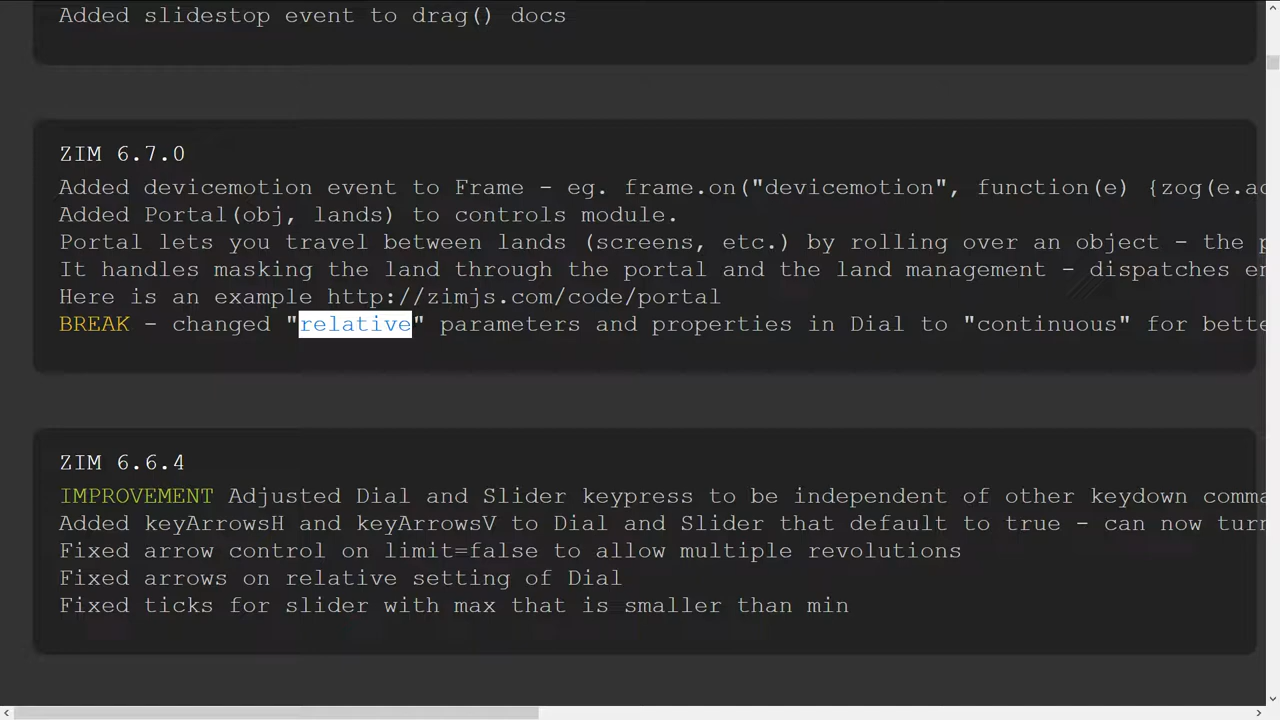 Added slidestop event to drag() docs
ZIM 6.7.0
Added devicemotion event to Frame - eg. frame.on("devicemotion", function(e) {zog(e.ac
Added Portal(obj, lands) to controls module.
Portal lets you travel between lands (screens, etc.) by rolling over an object - the p
It handles masking the land through the portal and the land management - dispatches en
Here is an example http://zimjs.com/code/portal
BREAK - changed "relative" parameters and properties in Dial to "continuous" for bette
ZIM 6.6.4
IMPROVEMENT Adjusted Dial and Slider keypress to be independent of other keydown comma
Added keyArrowsH and keyArrowsV to Dial and Slider that default to true - can now turn
Fixed arrow control on limit=false to allow multiple revolutions
Fixed arrows on relative setting of Dial
Fixed ticks for slider with max that is smaller than min